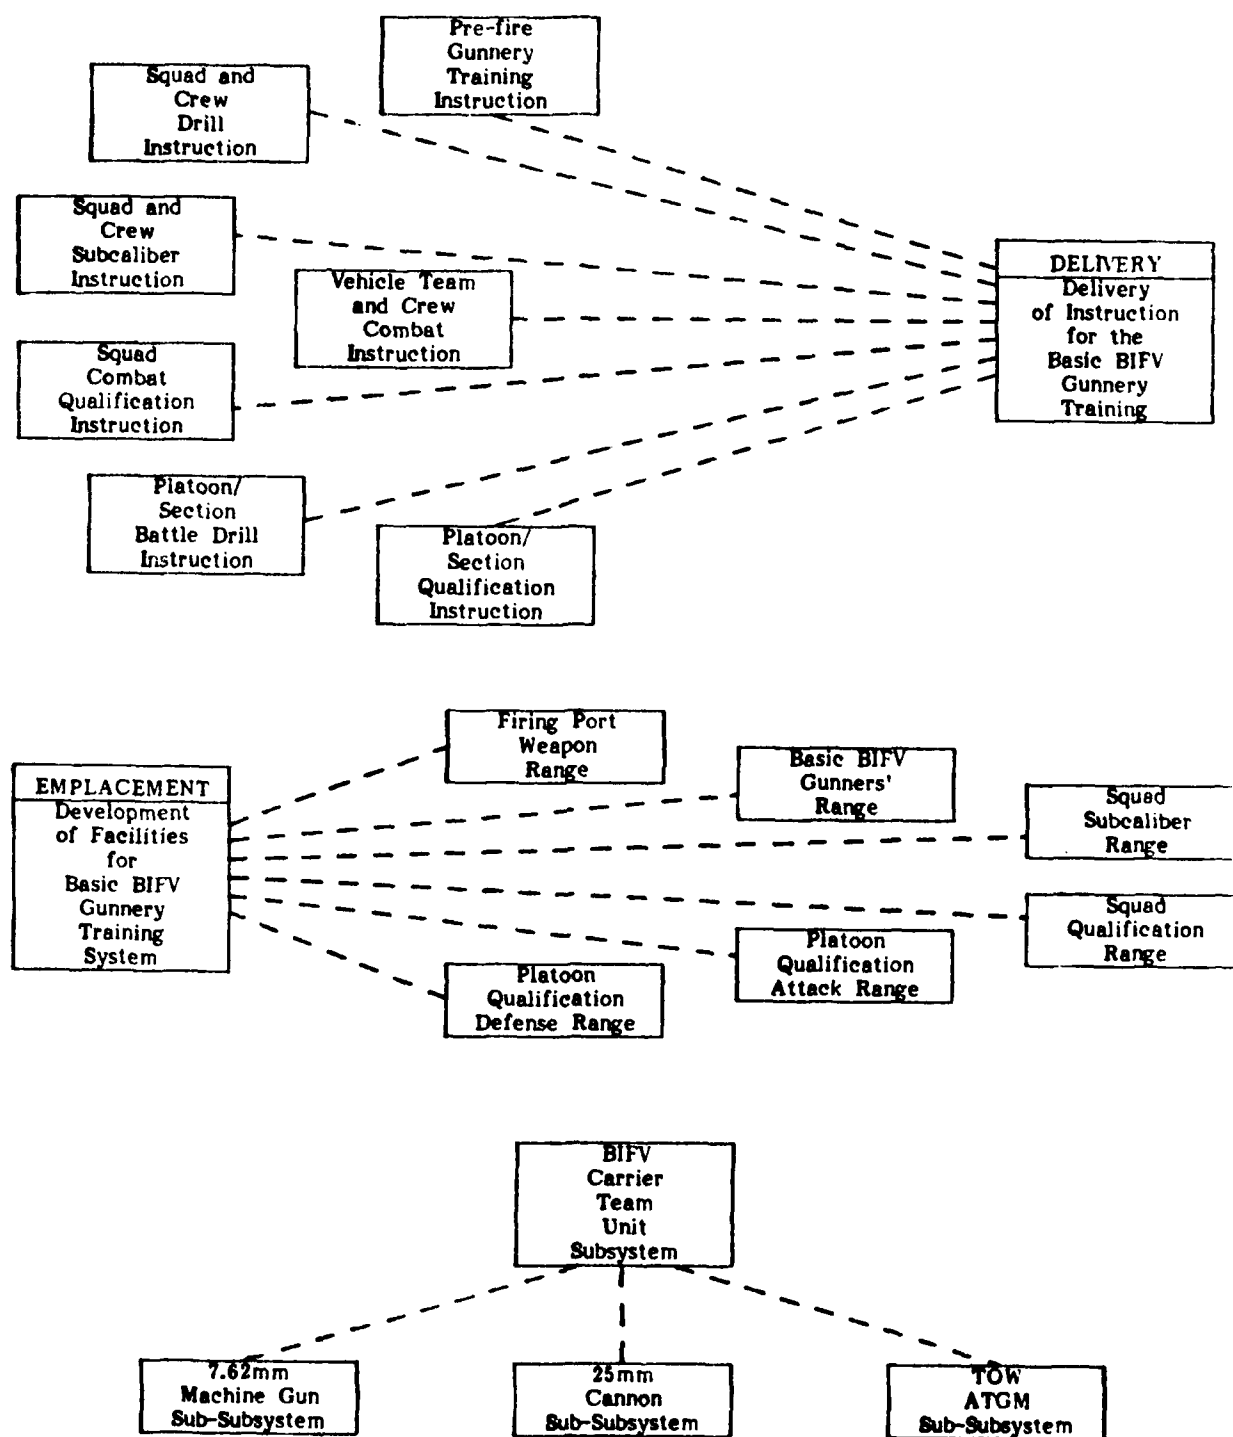 Pre-fire
Gunnery
Training
Instruction
Squad and
Crew
Drill
Instruction
Squad and
Crew
Subcaliber
Instruction
Vehicle Team
and Crew
Combat
Instruction
DELIVERY
Delivery
of Instruction
for the
Basic BIFV
Gunnery
Training
Squad
Combat
Qualification
Instruction
Platoon/
Section
Battle Drill
Instruction
Platoon/
Section
Qualification
Instruction
Firing Port
Weapon
Range
Basic BIFV
Gunners'
Range
Squad
Subcaliber
Range
EMPLACEMENT
Development
of Facilities
for
Basic BIFV
Gunnery
Training
System
Squad
Qualification
Range
Platoon
Qualification
Attack Range
Platoon
Qualification
Defense Range
BIFV
Carrier
Team
Unit
Subsystem
7.62mm
Machine Gun
Sub-Subsystem
25mm
Cannon
Sub-Subsystem
TOW
ATGM
Sub-Subsystem